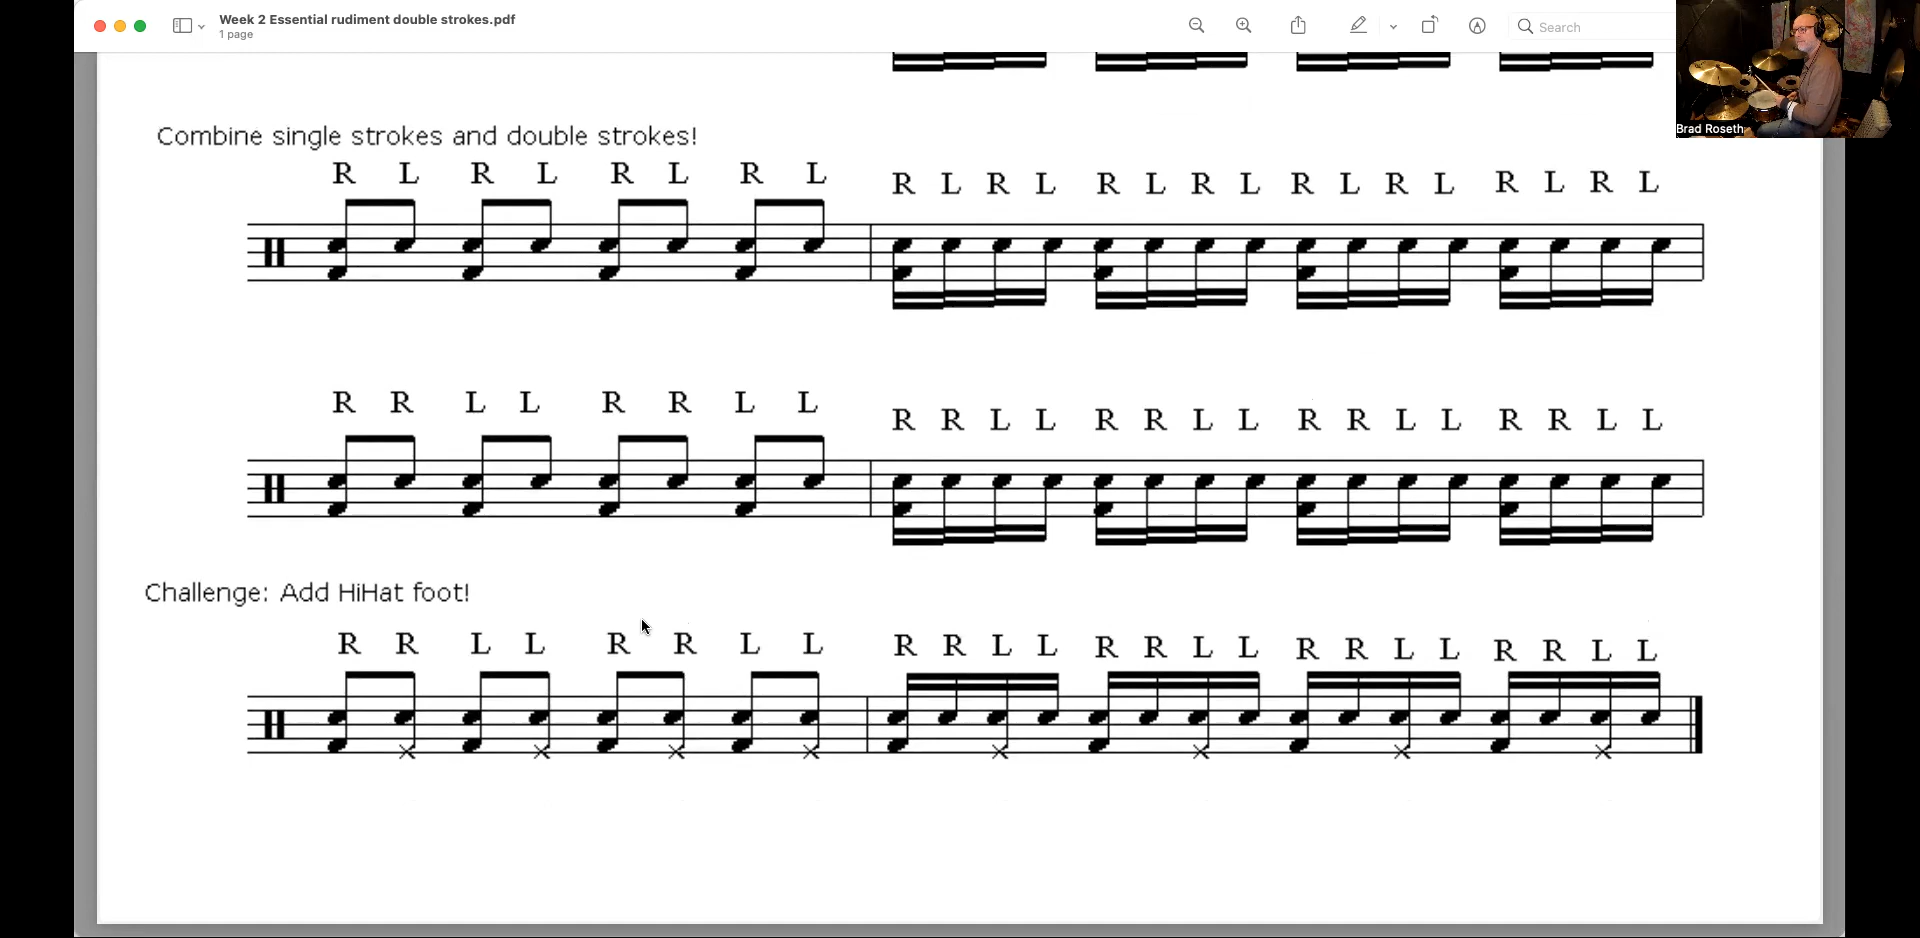 Week 2 Essential rudiment double strokes.pdf
1 page
Search
Brad Roseth
Combine single strokes and double strokes!
R L R L R L R L R L R L R L R L R L R L R L R L
R R L L R R L L R R L L R R L L R R L L R R L L
Challenge: Add HiHat foot!
R R L L R R L L R R L L R R L L R R L L R R L L